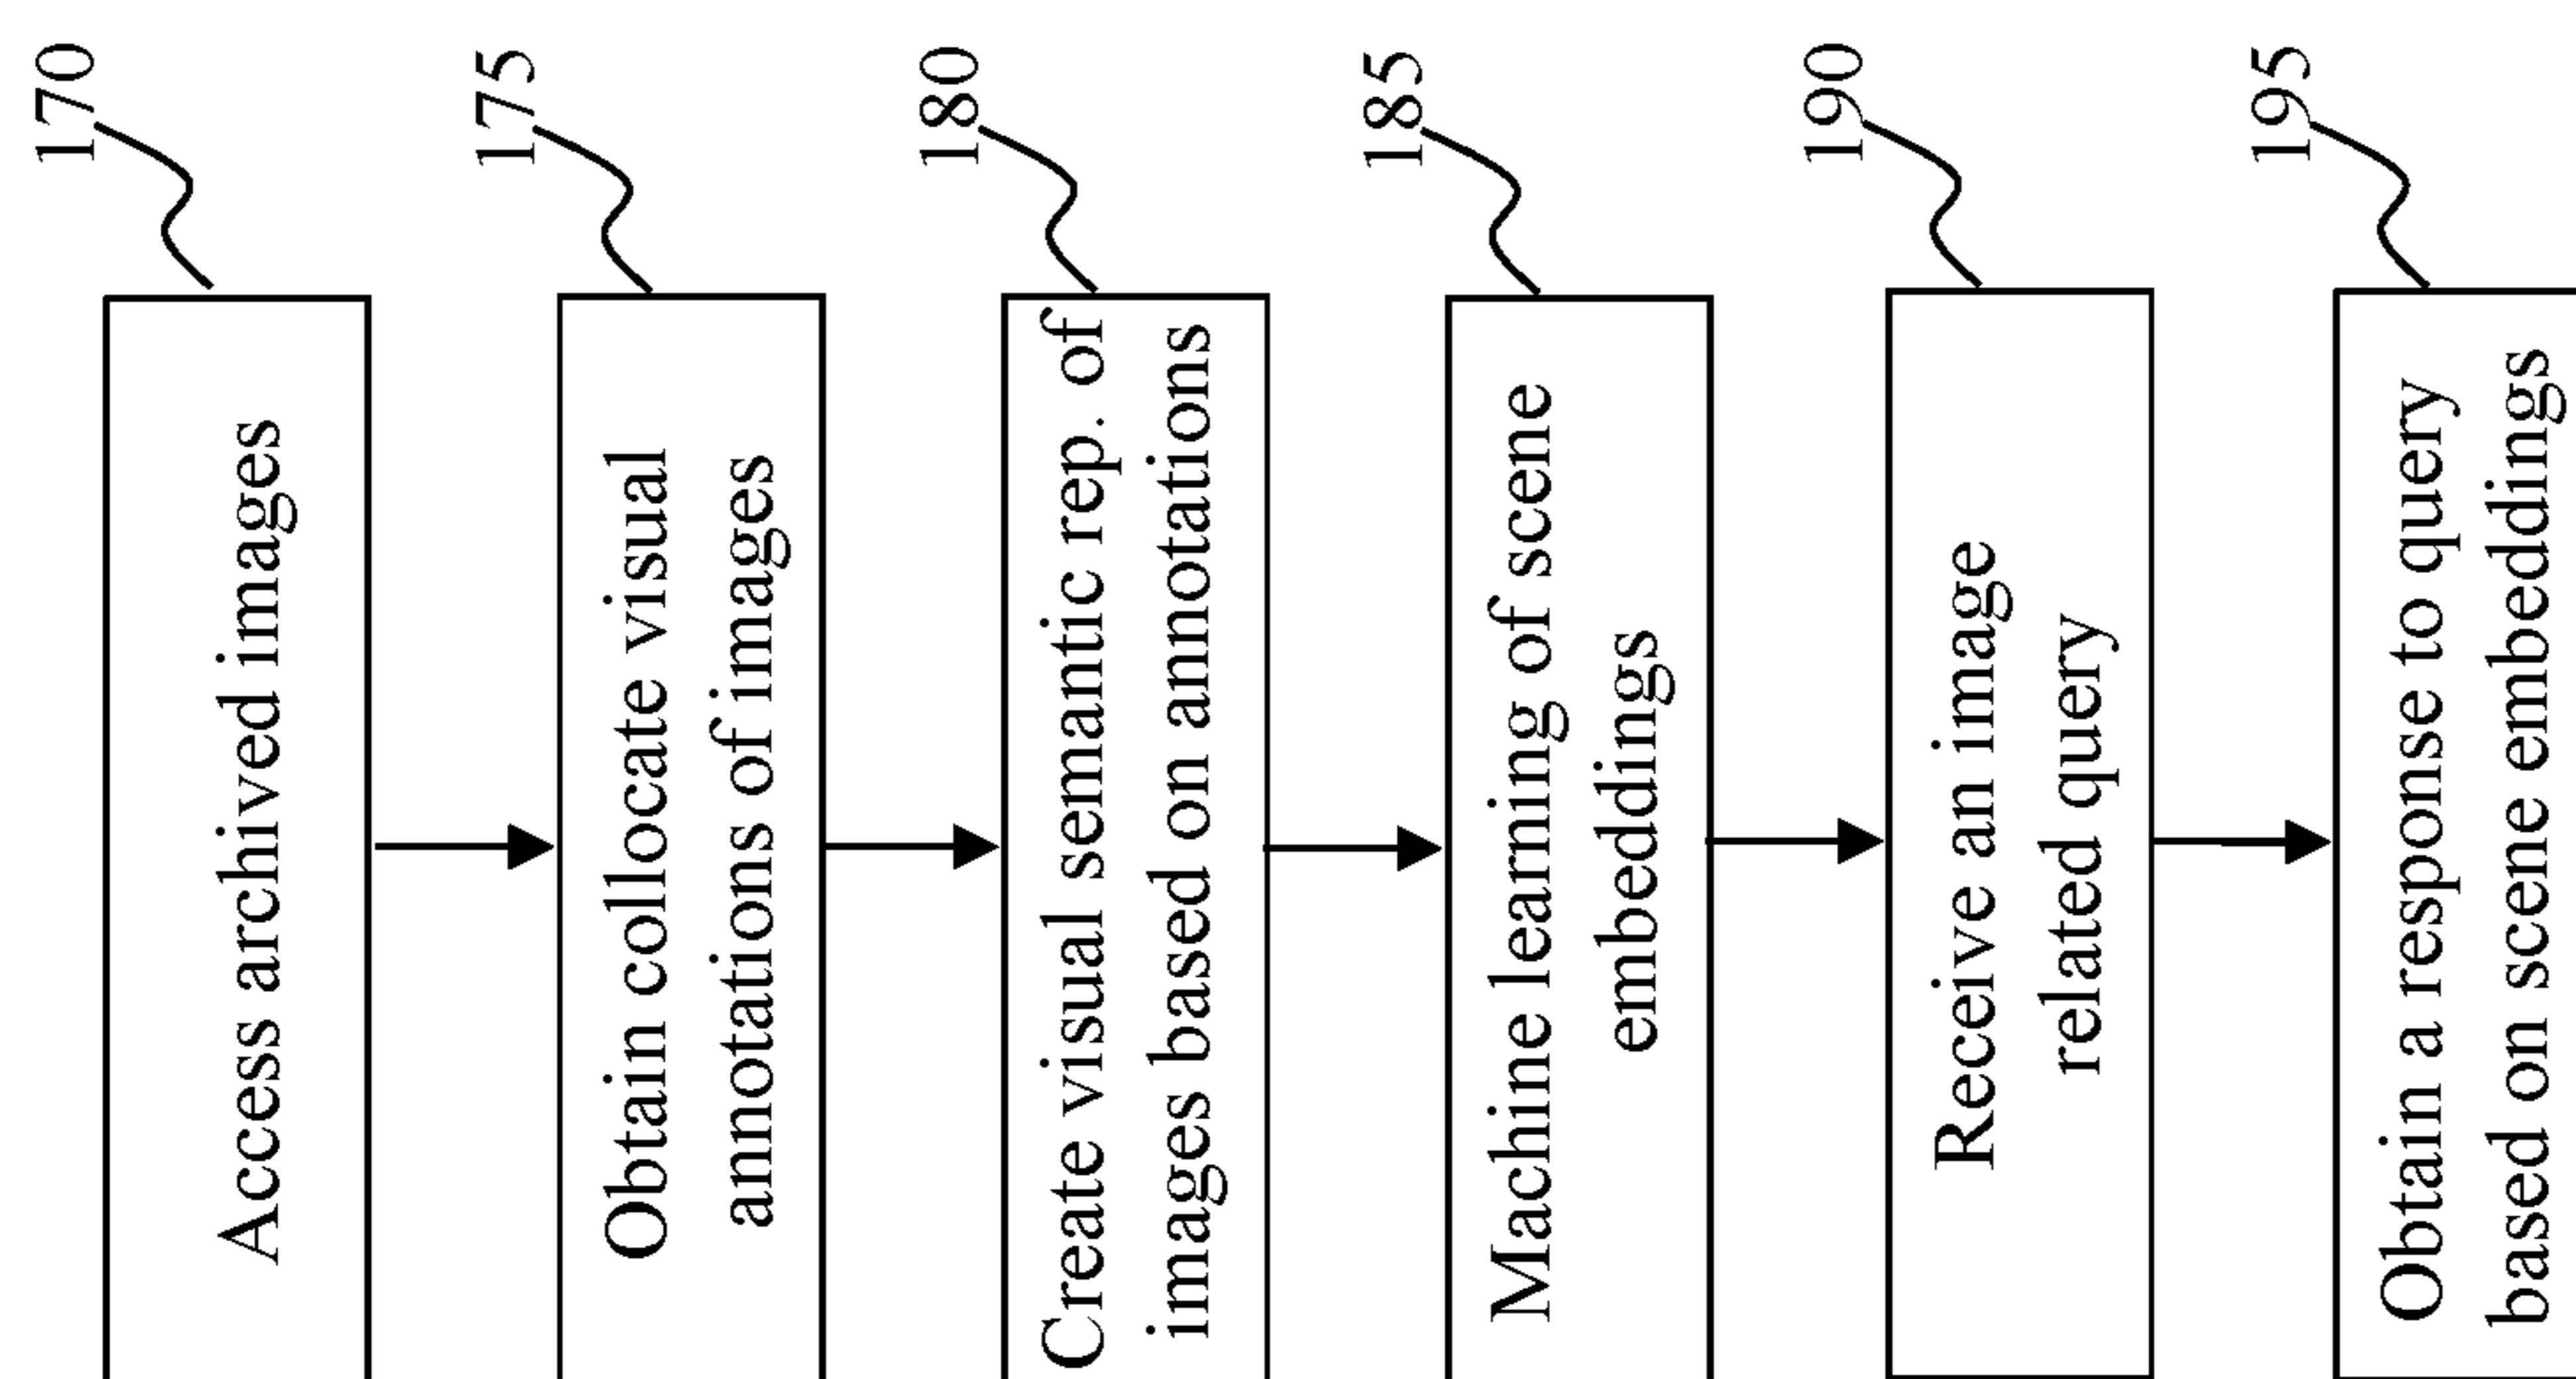 170
Access archived images
175
Obtain collocate visual
annotations of images
180
Create visual semantic rep. of
images based on annotations
185
Machine learning of scene
embeddings
190
Receive an image
related query
195
Obtain a response to query
based on scene embeddings